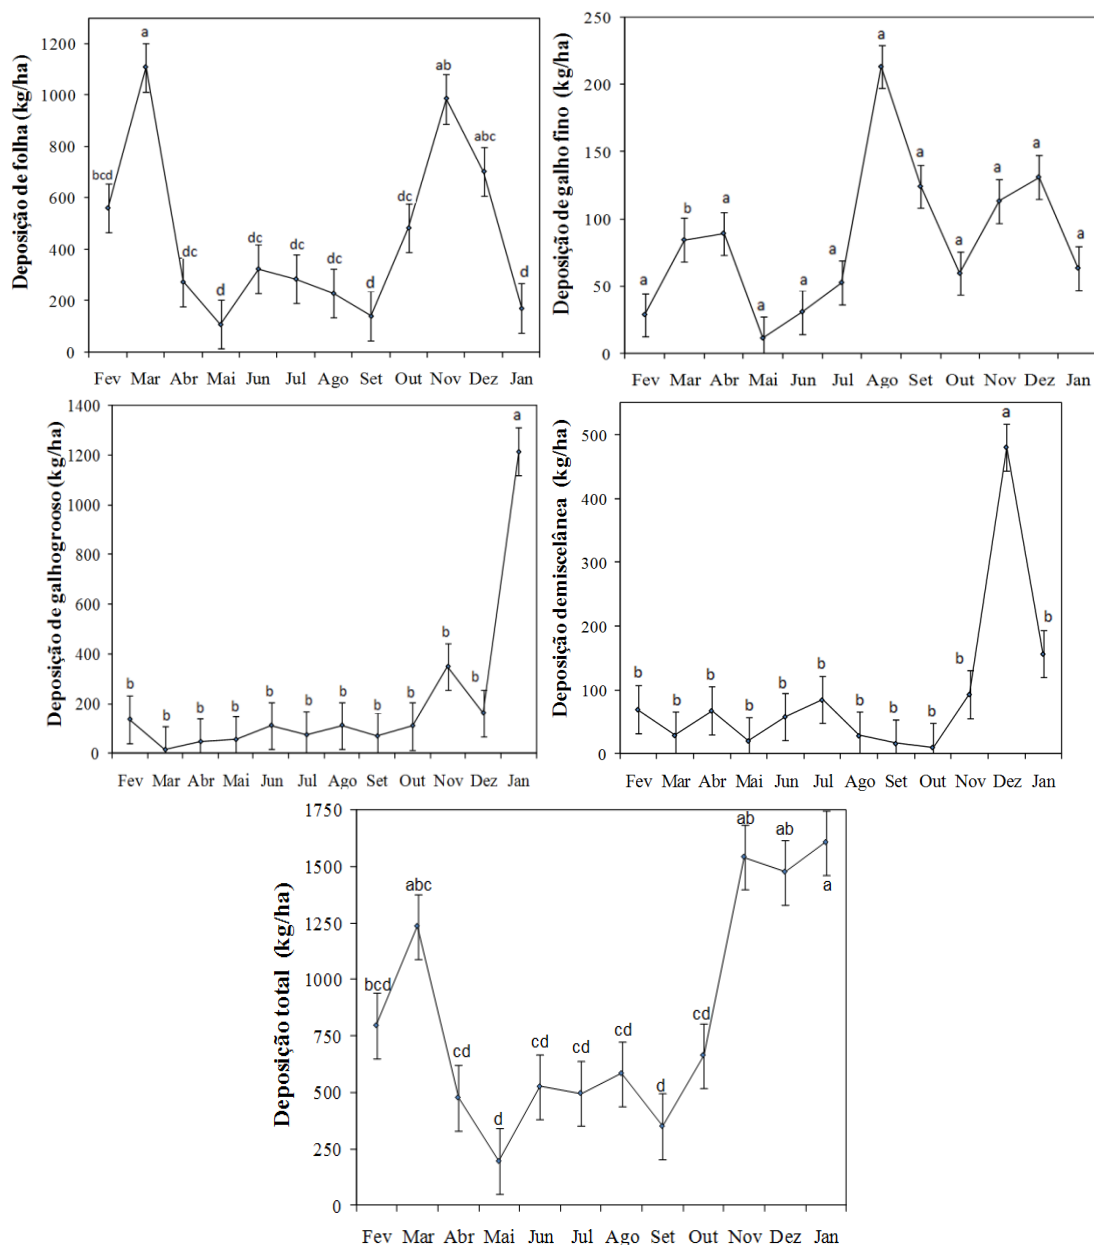 Deposição de folha (kg/ha)
1200
1000
800
600
400
200
0
a
ab
abc
bcd
dc
dc
d
dc
dc
dc
d
d
Fev Mar Abr Mai Jun Jul Ago Set Out Nov Dez Jan
Deposição de galho fino (kg/ha)
250
200
150
100
50
0
a
b
a
a
a
a
a
a
a
a
a
a
Fev Mar Abr Mai Jun Jul Ago Set Out Nov Dez Jan
Deposição de galhogrooso (kg/ha)
1400
1200
1000
800
600
400
200
0
b
b
b
b
b
b
b
b
b
b
b
a
Fev Mar Abr Mai Jun Jul Ago Set Out Nov Dez Jan
Deposição demiscelânea (kg/ha)
500
400
300
200
100
0
b
b
b
b
b
b
b
b
b
b
a
b
Fev Mar Abr Mai Jun Jul Ago Set Out Nov Dez Jan
Deposição total (kg/ha)
1750
1500
1250
1000
750
500
250
0
bcd
abc
cd
d
cd
cd
cd
d
cd
ab
ab
a
Fev Mar Abr Mai Jun Jul Ago Set Out Nov Dez Jan